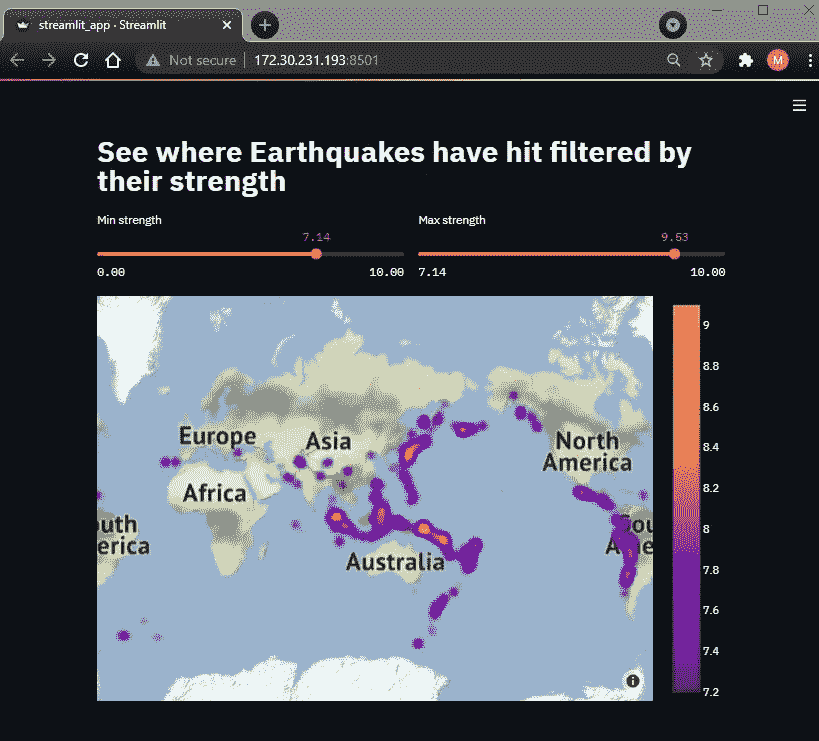 streamlit_app · Streamlit
Not secure 172.30.231.193:8501
M
See where Earthquakes have hit filtered by
their strength
Min strength
7.14
0.00 10.00
Max strength
9.53
7.14 10.00
Europe
Asia
North
America
Africa
uth
erica
Australia
9
8.8
8.6
8.4
8.2
8
7.8
7.6
7.4
7.2